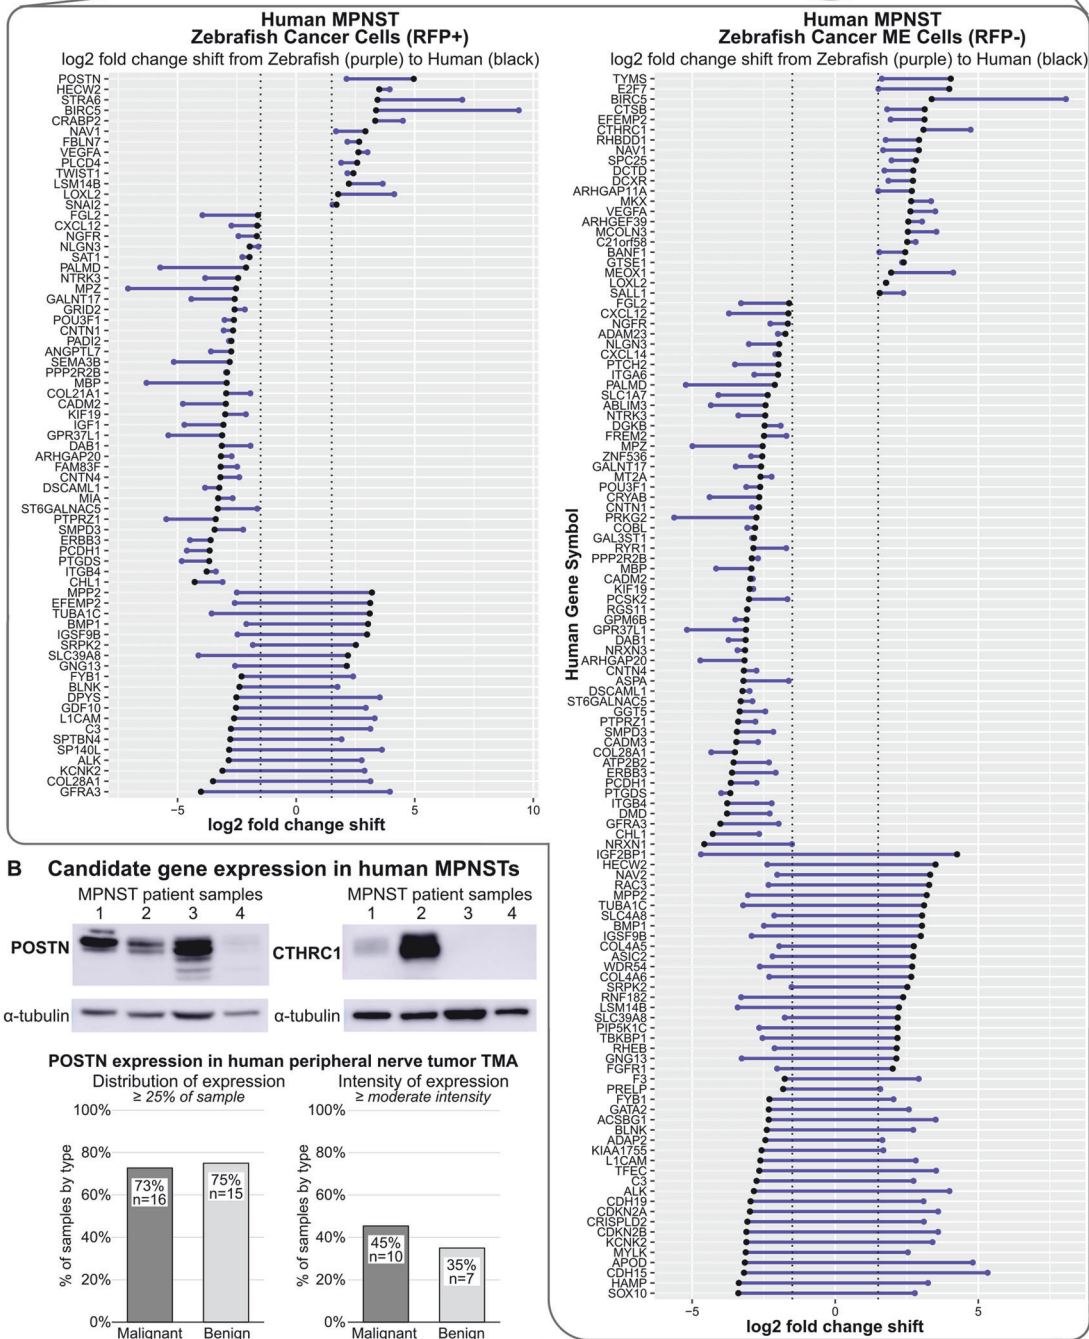 Human MPNST
Zebrafish Cancer Cells (RFP+)
log2 fold change shift from Zebrafish (purple) to Human (black)
POSTN
HECW2
STRA6
BIRC5
CRABP2
NAV1
FBLN7
VEGFA
PLCD4
TWIST1
LSM14B
LOXL2
SNAI2
FGL2
CXCL12
NGFR
NLGN3
SAT1
PALMD
NTRK3
MPZ
GALNT17
GRID2
POU3F1
CNTN1
PADI2
ANGPTL7
SEMA3B
PPP2R2B
MBP
COL21A1
CADM2
KIF19
IGF1
GPR37L1
DAB1
ARHGAP20
FAM83F
CNTN4
DSCAML1
MIA
ST6GALNAC5
PTPRZ1
SMPD3
ERBB3
PCDH1
PTGDS
ITGB4
CHL1
MPP2
EFEMP2
TUBA1C
BMP1
IGSF9B
SRPK2
SLC39A8
GNG13
FYB1
BLNK
DPYS
GDF10
L1CAM
C3
SPTBN4
SP140L
ALK
KCNK2
COL28A1
GFRA3
-5 0 5 10
log2 fold change shift
Human MPNST
Zebrafish Cancer ME Cells (RFP-)
log2 fold change shift from Zebrafish (purple) to Human (black)
Human Gene Symbol
TYMS
E2F7
BIRC5
CTSB
EFEMP2
CTHRC1
RHBDD1
NAV1
SPC25
DCTD
DCXR
ARHGAP11A
MKX
VEGFA
ARHGEF39
MCOLN3
C21orf58
BANF1
GTSE1
MEOX1
LOXL2
SALL1
FGL2
CXCL12
NGFR
ADAM23
NLGN3
CXCL14
PTCH2
ITGA6
PALMD
SLC1A7
ABLIM3
NTRK3
DGKB
FREM2
MPZ
ZNF536
GALNT17
MT2A
POU3F1
CRYAB
CNTN1
PRKG2
COBL
GAL3ST1
RYR1
PPP2R2B
MBP
CADM2
KIF19
PCSK2
RGS11
GPM6B
GPR37L1
DAB1
NRXN3
ARHGAP20
CNTN4
ASPA
DSCAML1
ST6GALNAC5
GGT5
PTPRZ1
SMPD3
CADM3
COL28A1
ATP2B2
ERBB3
PCDH1
PTGDS
ITGB4
DMD
GFRA3
CHL1
NRXN1
IGF2BP1
HECW2
NAV2
RAC3
MPP2
TUBA1C
SLC4A8
BMP1
IGSF9B
COL4A5
ASIC2
WDR54
COL4A6
SRPK2
RNF182
LSM14B
SLC39A8
PIP5K1C
TBKBP1
RHEB
GNG13
FGFR1
F3
PRELP
FYB1
GATA2
ACSBG1
BLNK
ADAP2
KIAA1755
L1CAM
TFEC
C3
ALK
CDH19
CDKN2A
CRISPLD2
CDKN2B
KCNK2
MYLK
APOD
CDH15
HAMP
SOX10
-5 0 5
log2 fold change shift
B Candidate gene expression in human MPNSTs
MPNST patient samples
1 2 3 4
POSTN
α-tubulin
MPNST patient samples
1 2 3 4
CTHRC1
α-tubulin
POSTN expression in human peripheral nerve tumor TMA
Distribution of expression
≥ 25% of sample
% of samples by type
100%
80%
60%
40%
20%
0%
73%
n=16
75%
n=15
Malignant Benign
Intensity of expression
≥ moderate intensity
% of samples by type
100%
80%
60%
40%
20%
0%
45%
n=10
35%
n=7
Malignant Benign